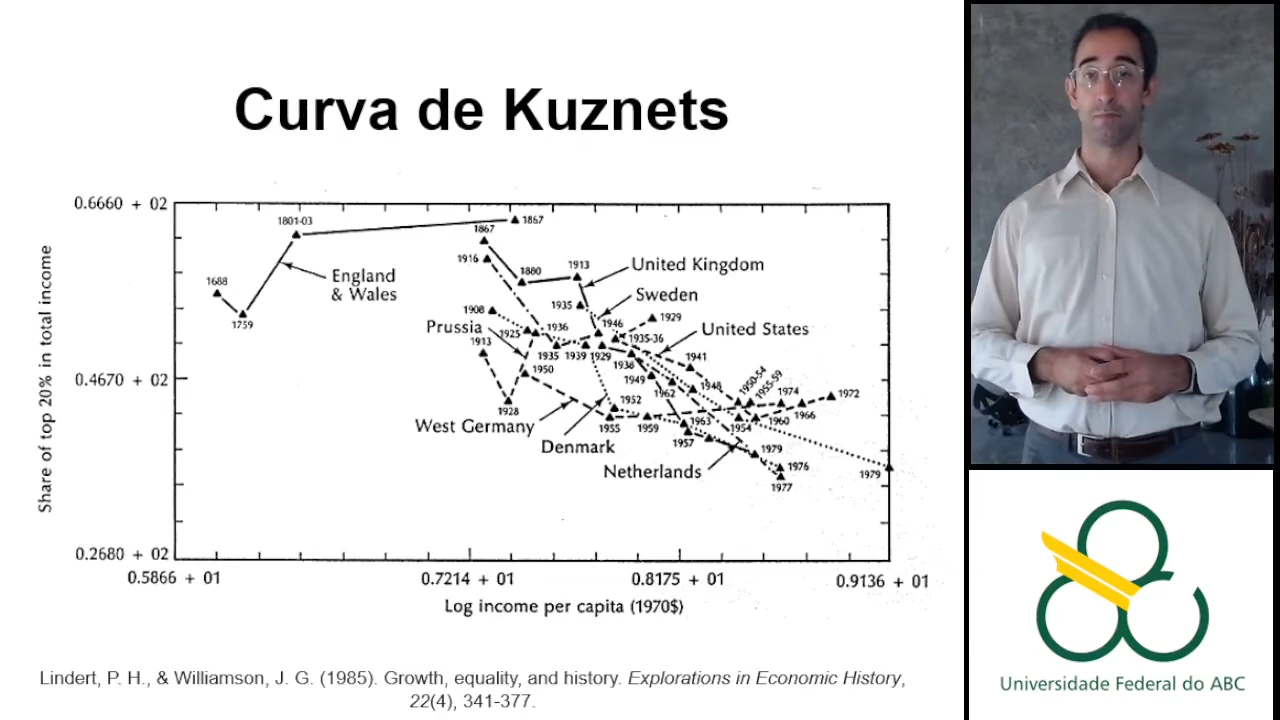 Curva de Kuznets
0.6660 + 02
0.4670 + 02
0.2680 + 02
Share of top 20% in total income
1688
1759
1801-03
1867
England
& Wales
1867
1916
1880
1913
United Kingdom
1935
Sweden
1908
1925
1936
1946
1929
Prussia
1935-36
United States
1913
1935
1939
1929
1938
1941
1950
1949
1948
1950-54
1955-59
1974
1972
1928
1962
1952
1966
West Germany
1955
1959
1963
1954
1960
Denmark
1957
1979
Netherlands
1976
1979
1977
0.5866 + 01
0.7214 + 01
0.8175 + 01
0.9136 + 01
Log income per capita (1970$)
Lindert, P. H., & Williamson, J. G. (1985). Growth, equality, and history. Explorations in Economic History,
22(4), 341-377.
Universidade Federal do ABC